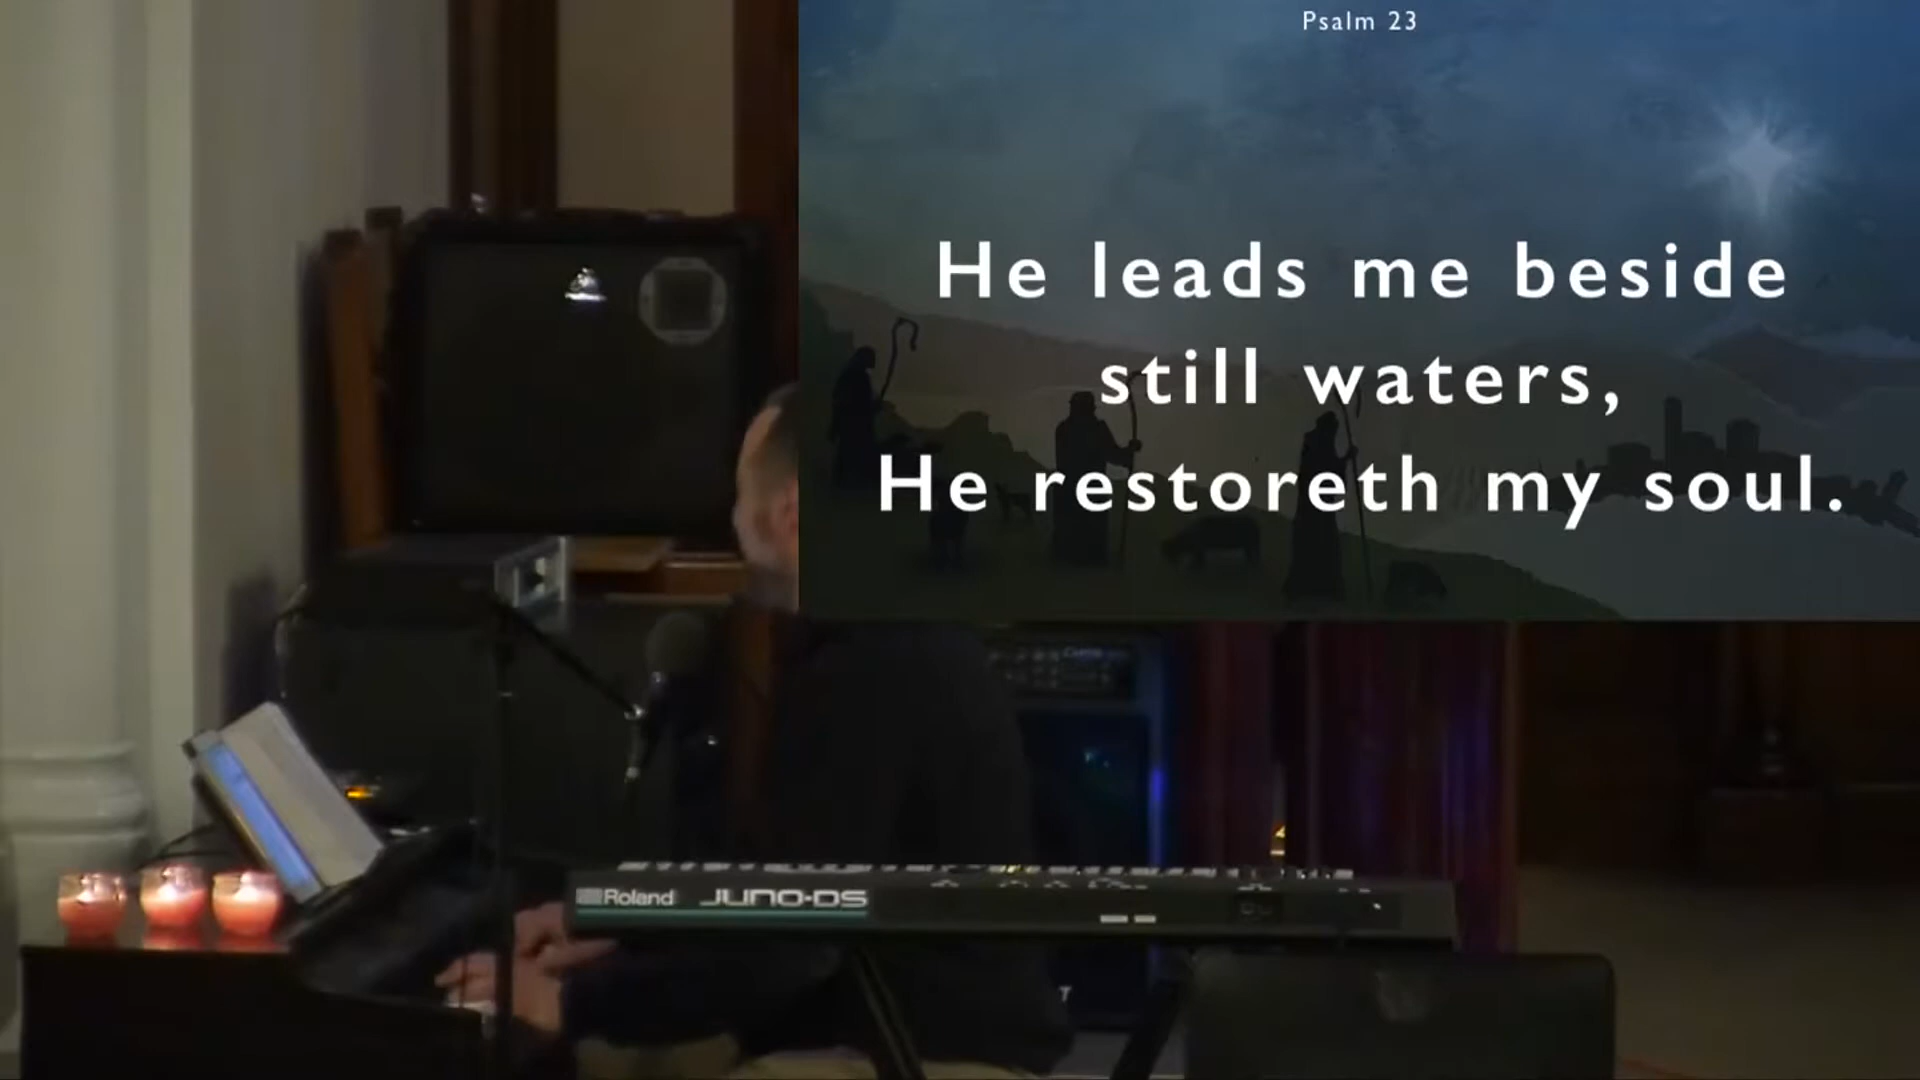 Psalm 23
He leads me beside
still waters,
He restoreth my soul.
Roland JUNO-DS